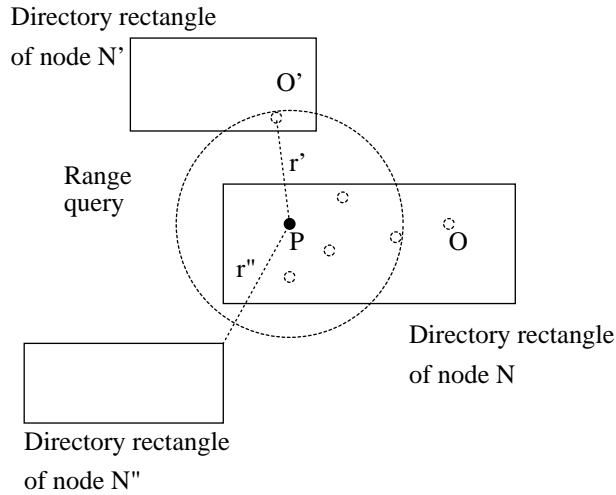 Directory rectangle
of node N'
O'
r'
Range
query
P
O
r"
Directory rectangle
of node N
Directory rectangle
of node N"